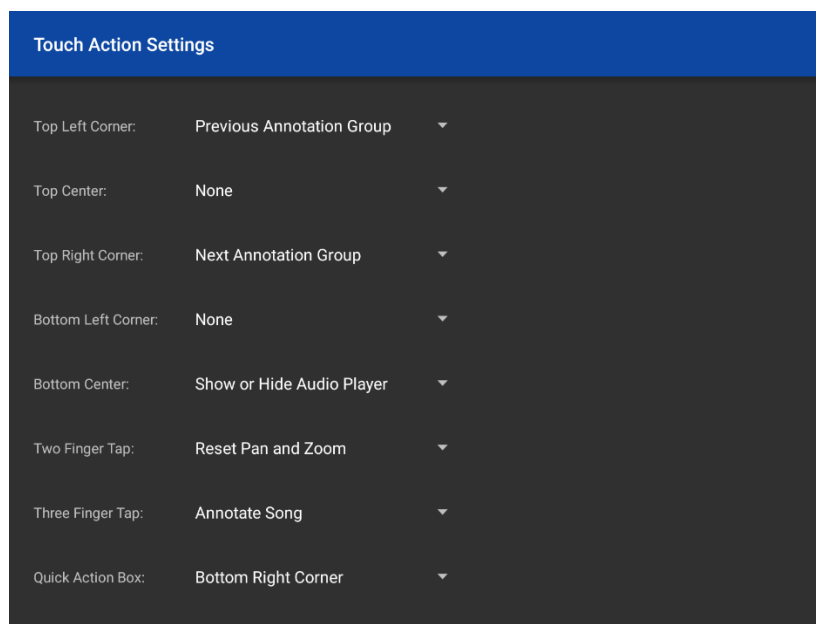 Touch Action Settings
Top Left Corner: Previous Annotation Group
Top Center: None
Top Right Corner: Next Annotation Group
Bottom Left Corner: None
Bottom Center: Show or Hide Audio Player
Two Finger Tap: Reset Pan and Zoom
Three Finger Tap: Annotate Song
Quick Action Box: Bottom Right Corner